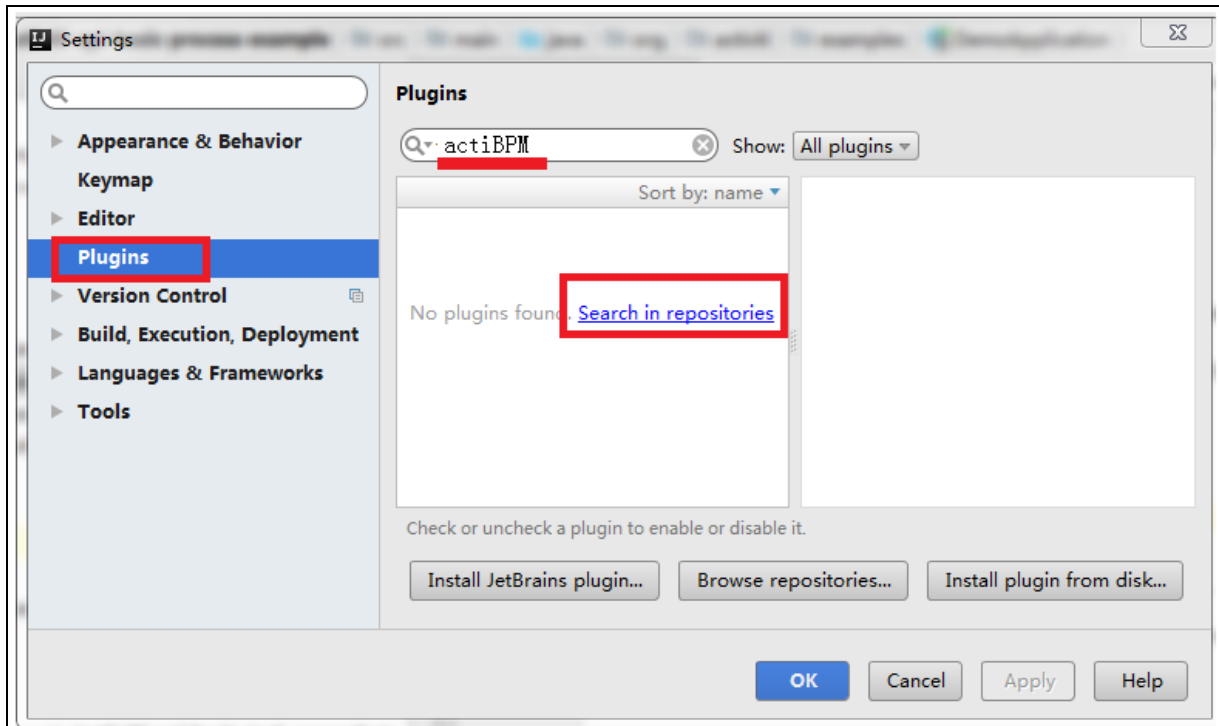 IJ Settings
Plugins
Appearance & Behavior
actiBPM
Show: All plugins
Keymap
Sort by: name
Editor
Plugins
Version Control
No plugins found. Search in repositories
Build, Execution, Deployment
Languages & Frameworks
Tools
Check or uncheck a plugin to enable or disable it.
Install JetBrains plugin... Browse repositories... Install plugin from disk...
OK Cancel Apply Help